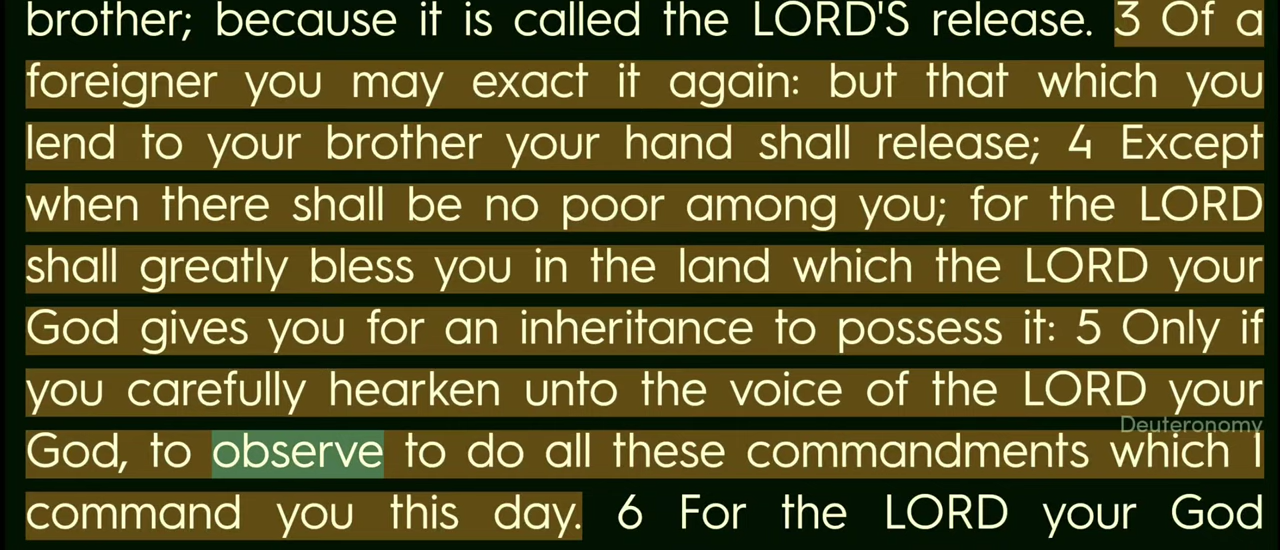 brother; because it is called the LORD'S release. 3 Of a
foreigner you may exact it again: but that which you
lend to your brother your hand shall release; 4 Except
when there shall be no poor among you; for the LORD
shall greatly bless you in the land which the LORD your
God gives you for an inheritance to possess it: 5 Only if
you carefully hearken unto the voice of the LORD your
Deuteronomy
God, to observe to do all these commandments which I
command you this day. 6 For the LORD your God